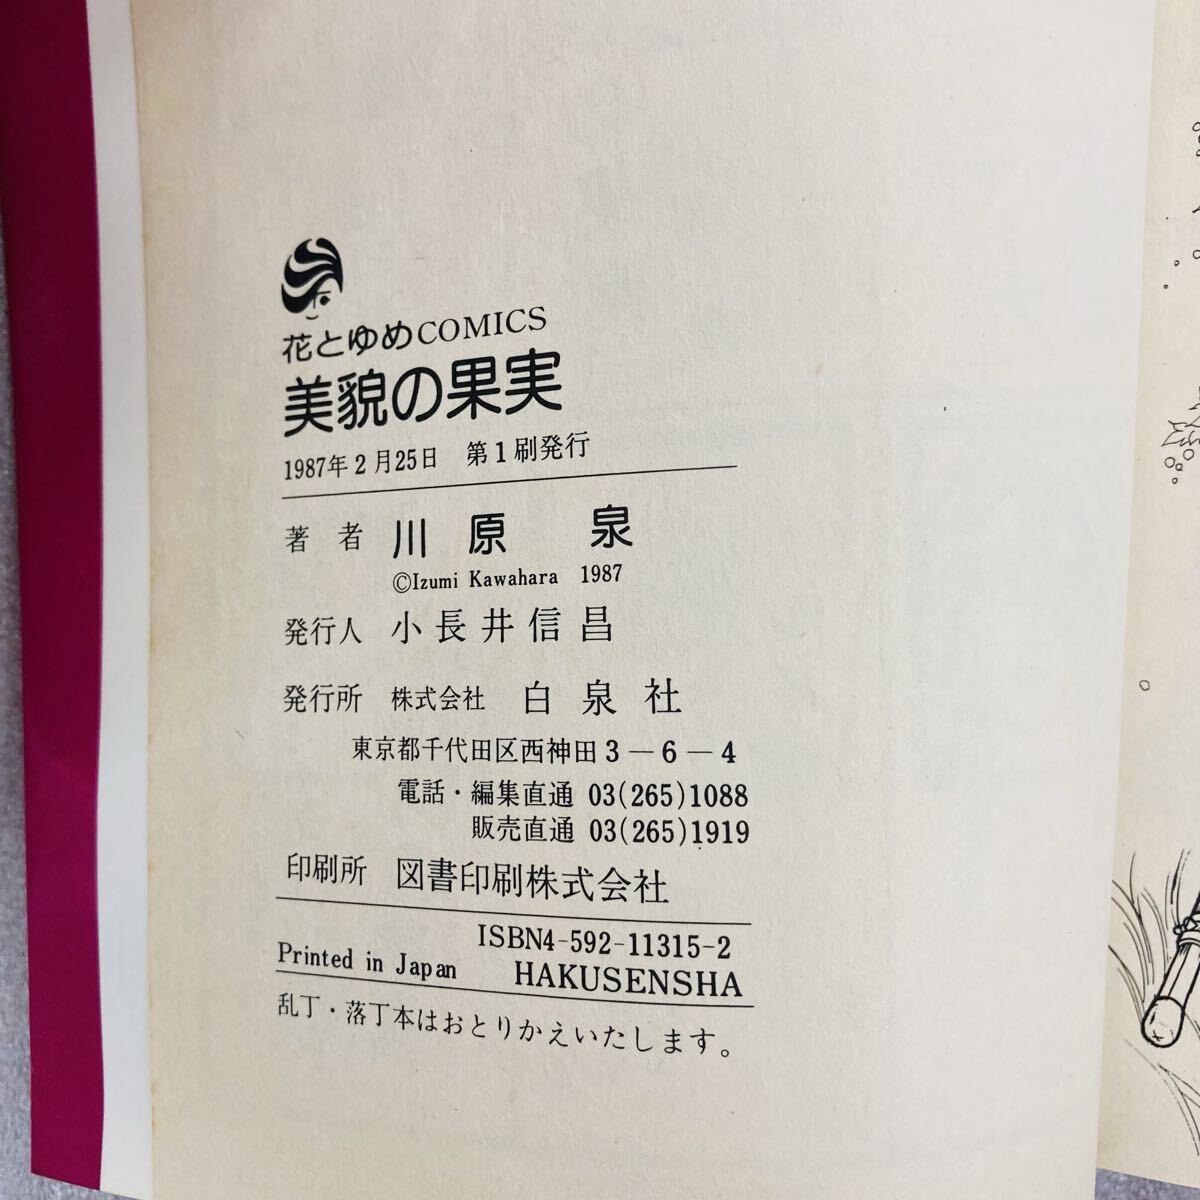 花とゆめCOMICS
美貌の果実
1987年2月25日 第1刷発行
著者 川原 泉
©Izumi Kawahara 1987
発行人 小長井信昌
発行所 株式会社 白泉社
東京都千代田区西神田3-6-4
電話・編集直通 03(265)1088
販売直通 03(265)1919
印刷所 図書印刷株式会社
ISBN4-592-11315-2
Printed in Japan HAKUSENSHA
乱丁・落丁本はおとりかえいたします。